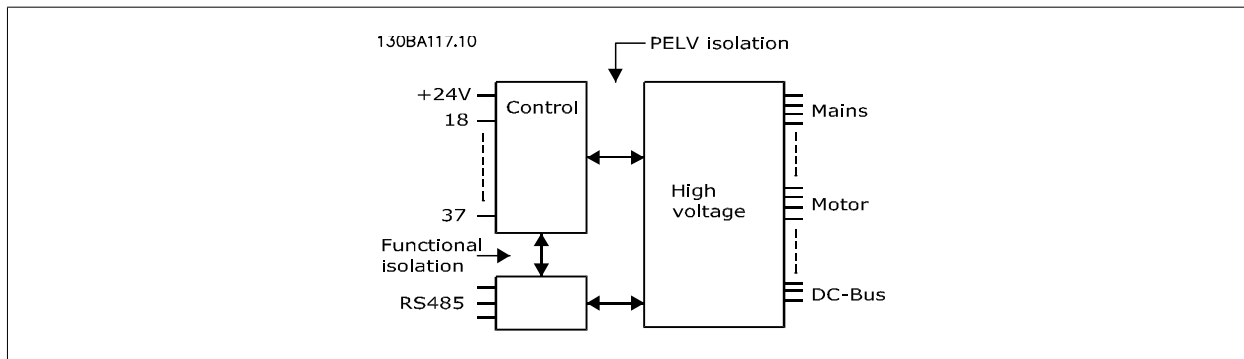 130BA117.10
PELV isolation
+24V
Control
18
Mains
High
voltage
37
Motor
Functional
isolation
RS485
DC-Bus